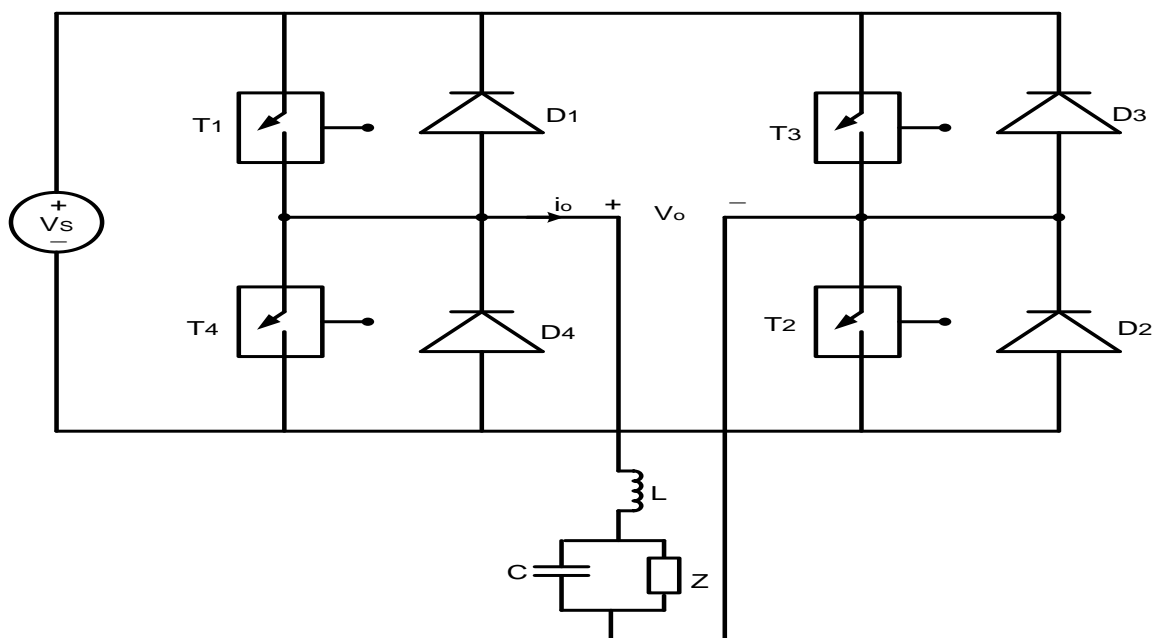 T1
D1
T3
D3
+
Vs
−
io
+
Vo
−
T4
D4
T2
D2
L
C
Z